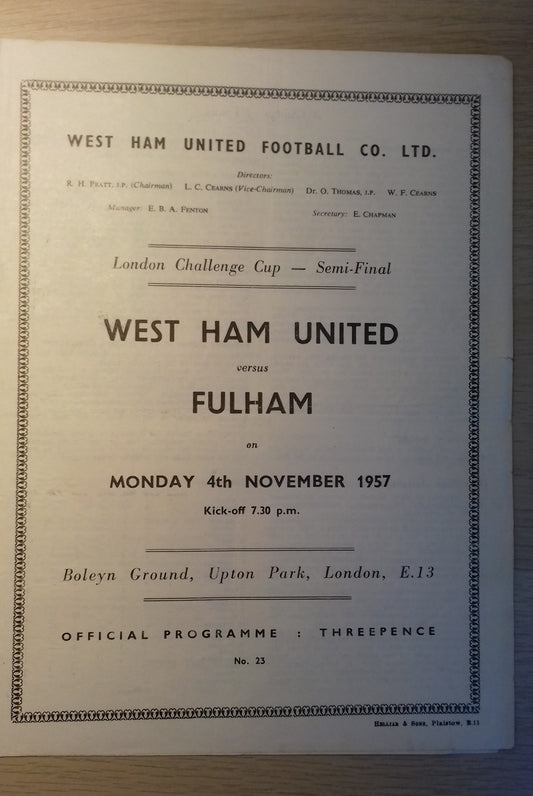 WEST HAM UNITED FOOTBALL CO. LTD.
Directors:
R. H. PRATT, J.P. (Chairman) L. C. CEARNS (Vice-Chairman) DR. O. THOMAS, J.P. W. F. CEARNS
Manager: E. B. A. FENTON Secretary: E. CHAPMAN
London Challenge Cup — Semi-Final
WEST HAM UNITED
versus
FULHAM
on
MONDAY 4th NOVEMBER 1957
Kick-off 7.30 p.m.
Boleyn Ground, Upton Park, London, E.13
OFFICIAL PROGRAMME : THREEPENCE
No. 23
HELLIAR & SONS, Plaistow, E.13